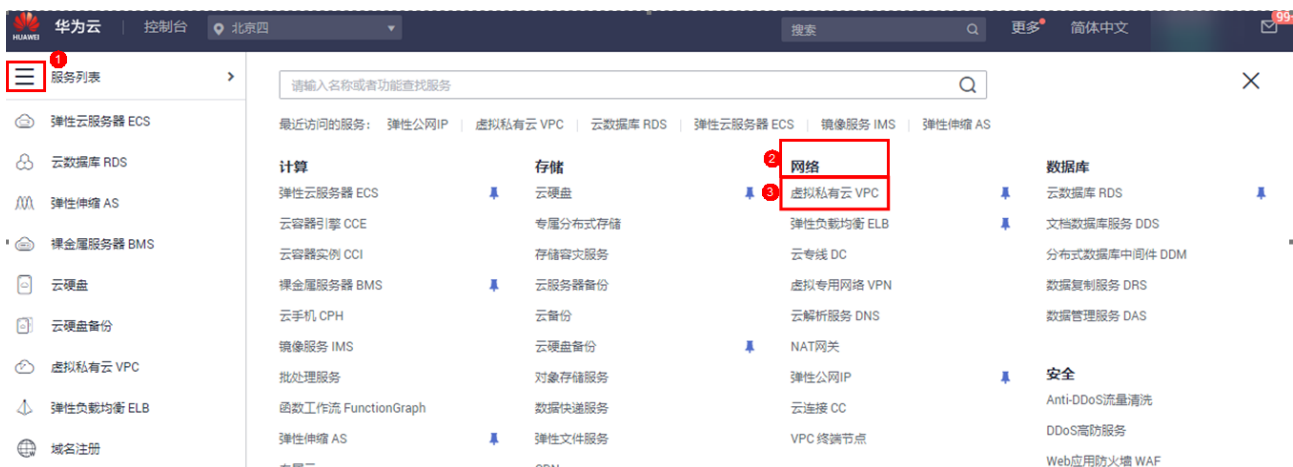 HUAWEI 华为云 控制台 北京四 搜索 更多 简体中文 99+
1
服务列表
请输入名称或者功能查找服务
弹性云服务器 ECS
云数据库 RDS
弹性伸缩 AS
裸金属服务器 BMS
云硬盘
云硬盘备份
虚拟私有云 VPC
弹性负载均衡 ELB
域名注册
最近访问的服务： 弹性公网IP 虚拟私有云 VPC 云数据库 RDS 弹性云服务器 ECS 镜像服务 IMS 弹性伸缩 AS
计算
弹性云服务器 ECS
云容器引擎 CCE
云容器实例 CCI
裸金属服务器 BMS
云手机 CPH
镜像服务 IMS
批处理服务
函数工作流 FunctionGraph
弹性伸缩 AS
专属云
存储
云硬盘
专属分布式存储
存储容灾服务
云服务器备份
云备份
云硬盘备份
对象存储服务
数据快递服务
弹性文件服务
CDN
2 网络
3 虚拟私有云 VPC
弹性负载均衡 ELB
云专线 DC
虚拟专用网络 VPN
云解析服务 DNS
NAT网关
弹性公网IP
云连接 CC
VPC 终端节点
数据库
云数据库 RDS
文档数据库服务 DDS
分布式数据库中间件 DDM
数据复制服务 DRS
数据管理服务 DAS
安全
Anti-DDoS流量清洗
DDoS高防服务
Web应用防火墙 WAF